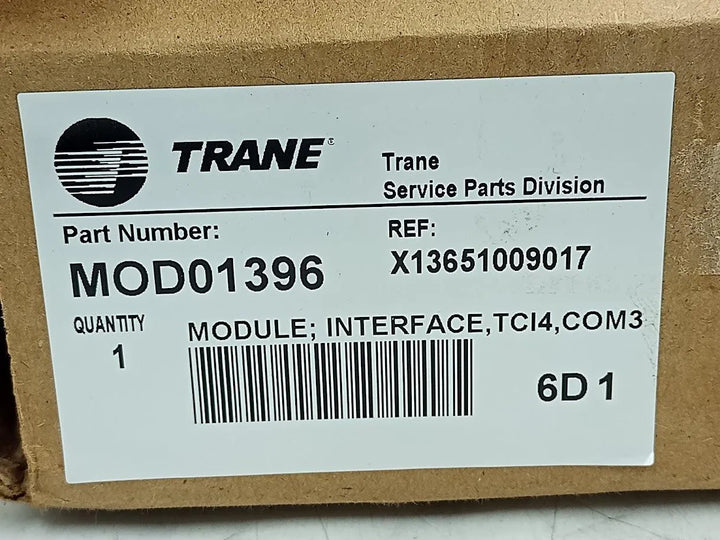 TRANE®
Trane
Service Parts Division
Part Number:
MOD01396
REF:
X13651009017
QUANTITY
1
MODULE; INTERFACE,TCI4,COM3
6D 1